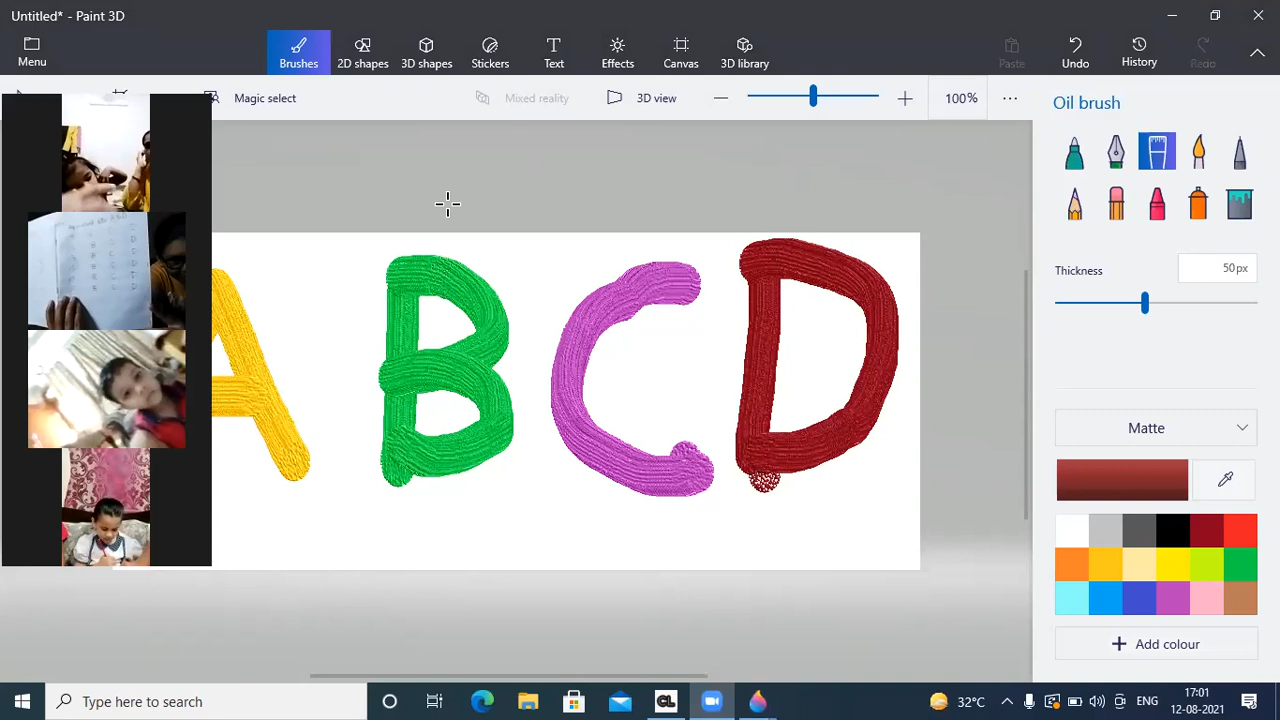 Untitled* - Paint 3D
Menu
Brushes
2D shapes
3D shapes
Stickers
Text
Effects
Canvas
3D library
Paste
Undo
History
Redo
Magic select
Mixed reality
3D view
100%
Oil brush
Thickness
50px
Matte
Add colour
A B C D
Type here to search
CL
32°C
ENG
17:01
12-08-2021